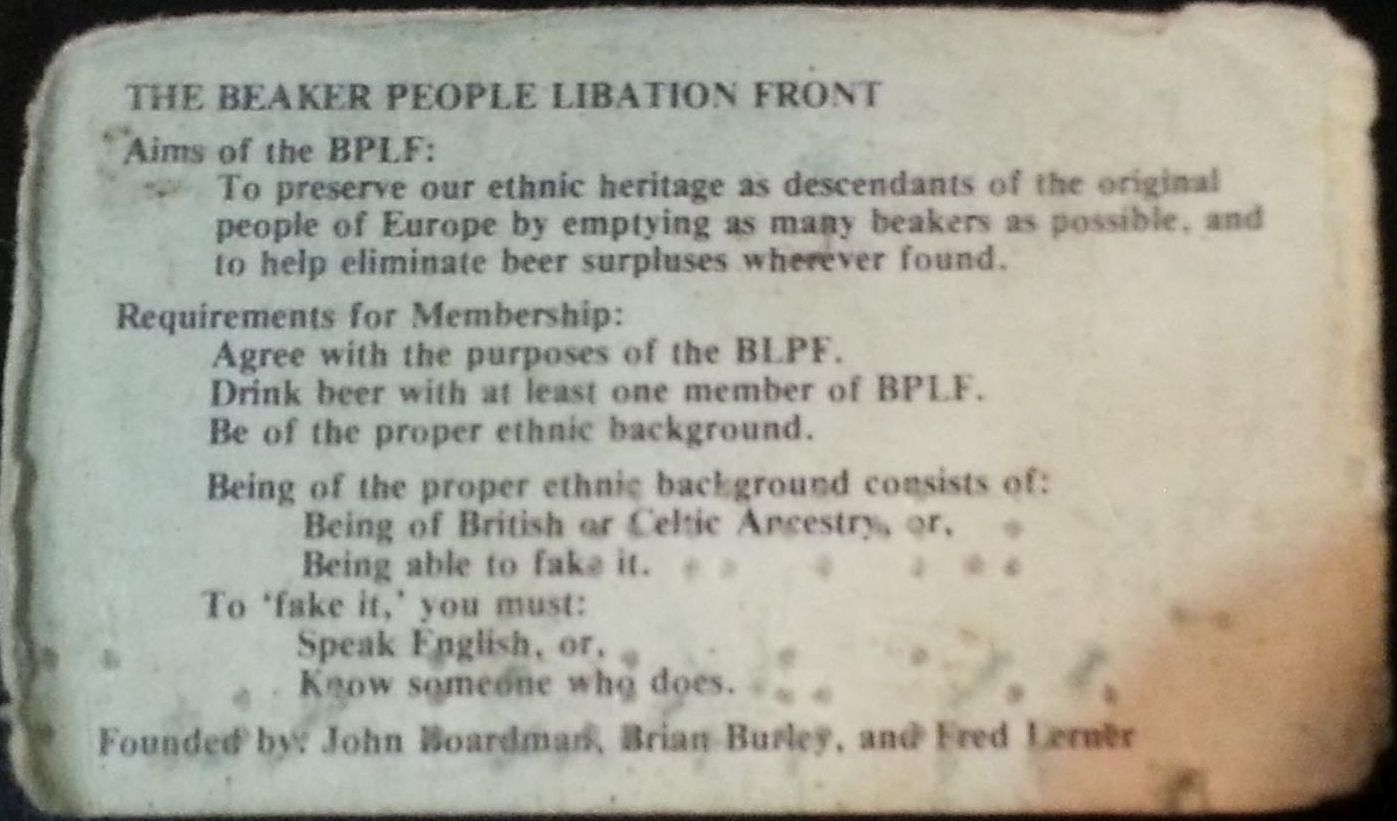 THE BEAKER PEOPLE LIBATION FRONT
Aims of the BPLF:
To preserve our ethnic heritage as descendants of the original
people of Europe by emptying as many beakers as possible, and
to help eliminate beer surpluses wherever found.
Requirements for Membership:
Agree with the purposes of the BLPF.
Drink beer with at least one member of BPLF.
Be of the proper ethnic background.
Being of the proper ethnic background consists of:
Being of British or Celtic Ancestry, or,
Being able to fake it.
To 'fake it,' you must:
Speak English, or,
Know someone who does.
Founded by: John Boardman, Brian Burley, and Fred Lerner